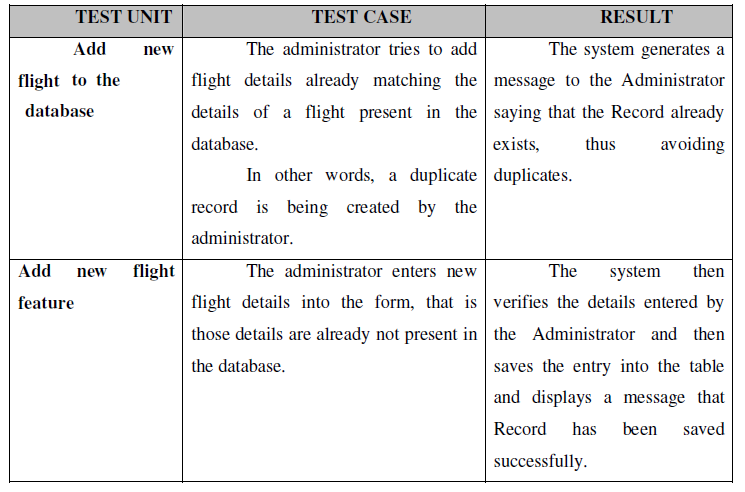 TEST UNIT TEST CASE RESULT
Add new
flight to the
database
The administrator tries to add
flight details already matching the
details of a flight present in the
database.
In other words, a duplicate
record is being created by the
administrator.
The system generates a
message to the Administrator
saying that the Record already
exists, thus avoiding
duplicates.
Add new flight
feature
The administrator enters new
flight details into the form, that is
those details are already not present in
the database.
The system then
verifies the details entered by
the Administrator and then
saves the entry into the table
and displays a message that
Record has been saved
successfully.